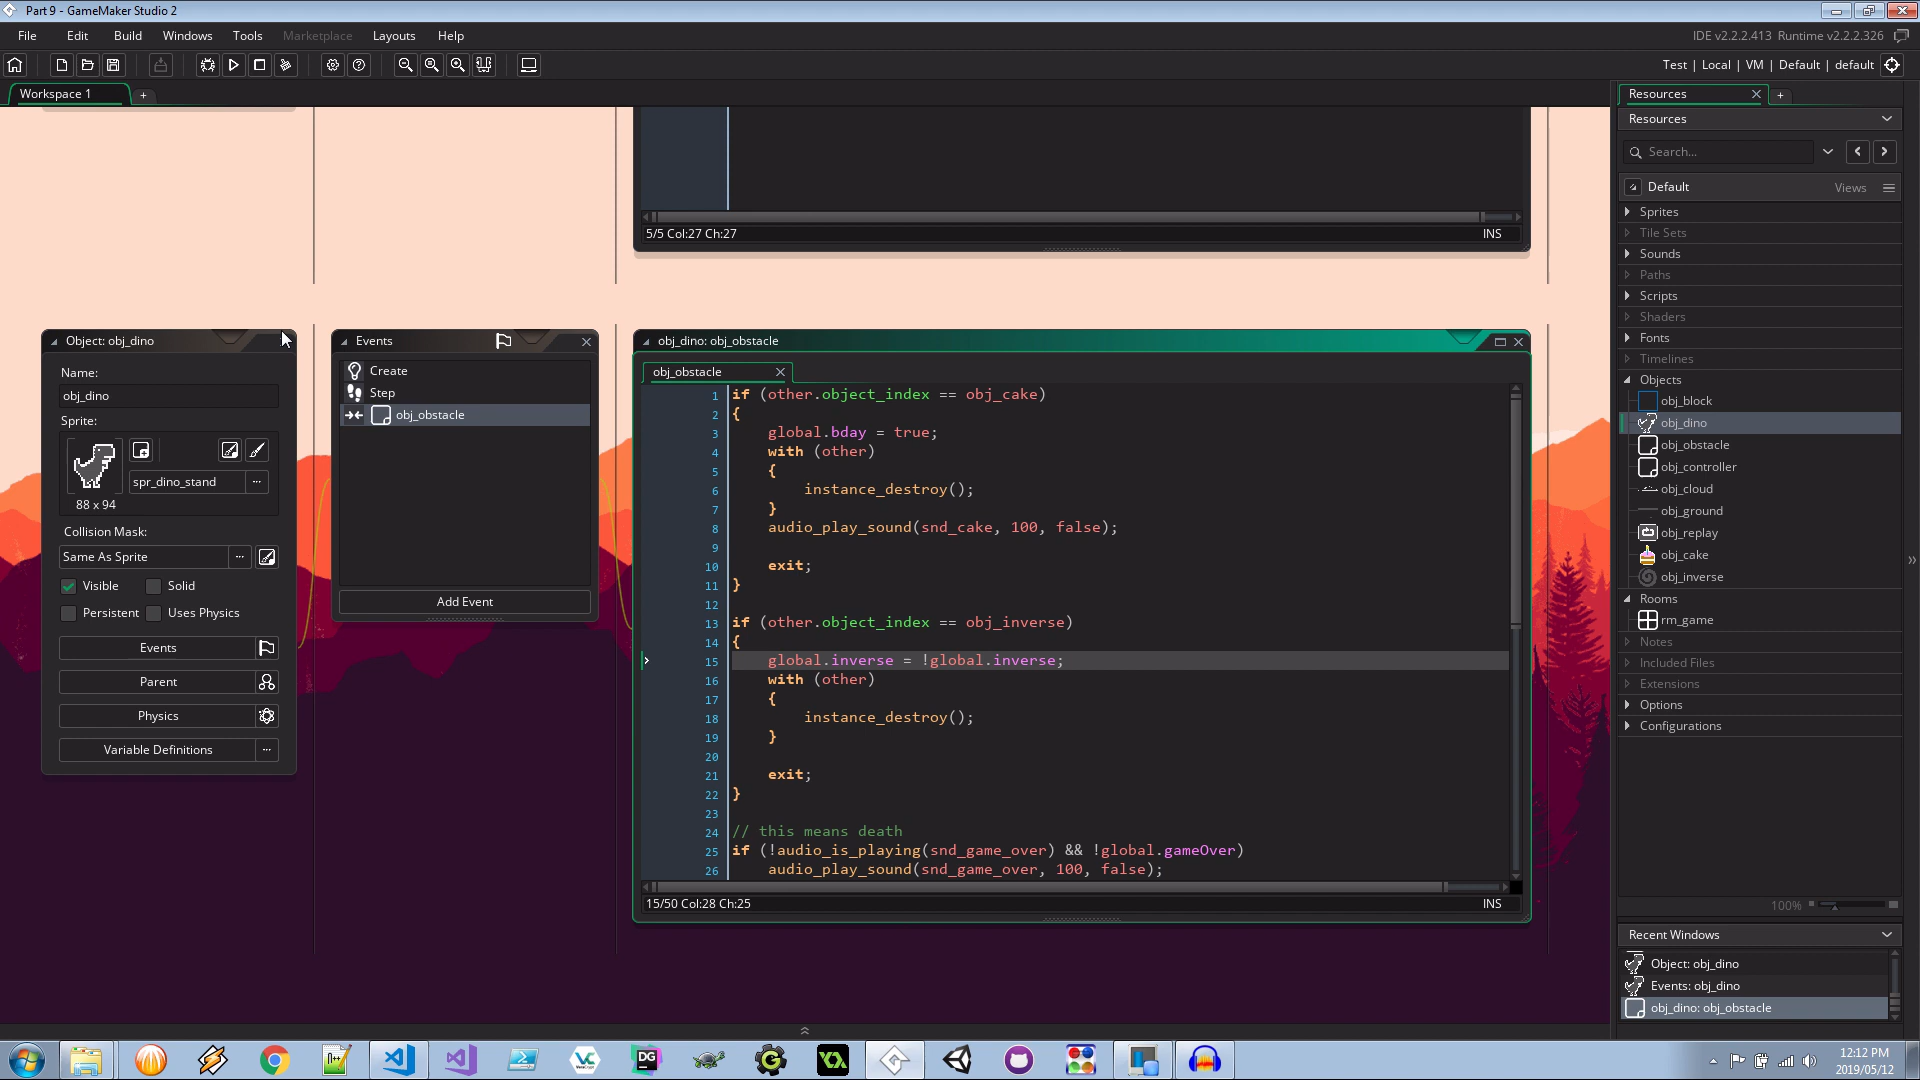 Part 9 - GameMaker Studio 2
File Edit Build Windows Tools Marketplace Layouts Help
IDE v2.2.2.413 Runtime v2.2.2.326
Test | Local | VM | Default | default
Workspace 1
5/5 Col:27 Ch:27
INS
Object: obj_dino
Name:
obj_dino
Sprite:
spr_dino_stand
88 x 94
Collision Mask:
Same As Sprite
Visible
Solid
Persistent
Uses Physics
Events
Parent
Physics
Variable Definitions
Events
Create
Step
obj_obstacle
Add Event
obj_dino: obj_obstacle
obj_obstacle
1 if (other.object_index == obj_cake)
2 {
3 global.bday = true;
4 with (other)
5 {
6 instance_destroy();
7 }
8 audio_play_sound(snd_cake, 100, false);
9
10 exit;
11 }
12
13 if (other.object_index == obj_inverse)
14 {
15 global.inverse = !global.inverse;
16 with (other)
17 {
18 instance_destroy();
19 }
20
21 exit;
22 }
23
24 // this means death
25 if (!audio_is_playing(snd_game_over) && !global.gameOver)
26 audio_play_sound(snd_game_over, 100, false);
15/50 Col:28 Ch:25
INS
Resources
Resources
Search...
Default
Views
Sprites
Tile Sets
Sounds
Paths
Scripts
Shaders
Fonts
Timelines
Objects
obj_block
obj_dino
obj_obstacle
obj_controller
obj_cloud
obj_ground
obj_replay
obj_cake
obj_inverse
Rooms
rm_game
Notes
Included Files
Extensions
Options
Configurations
100%
Recent Windows
Object: obj_dino
Events: obj_dino
obj_dino: obj_obstacle
DG
12:12 PM
2019/05/12